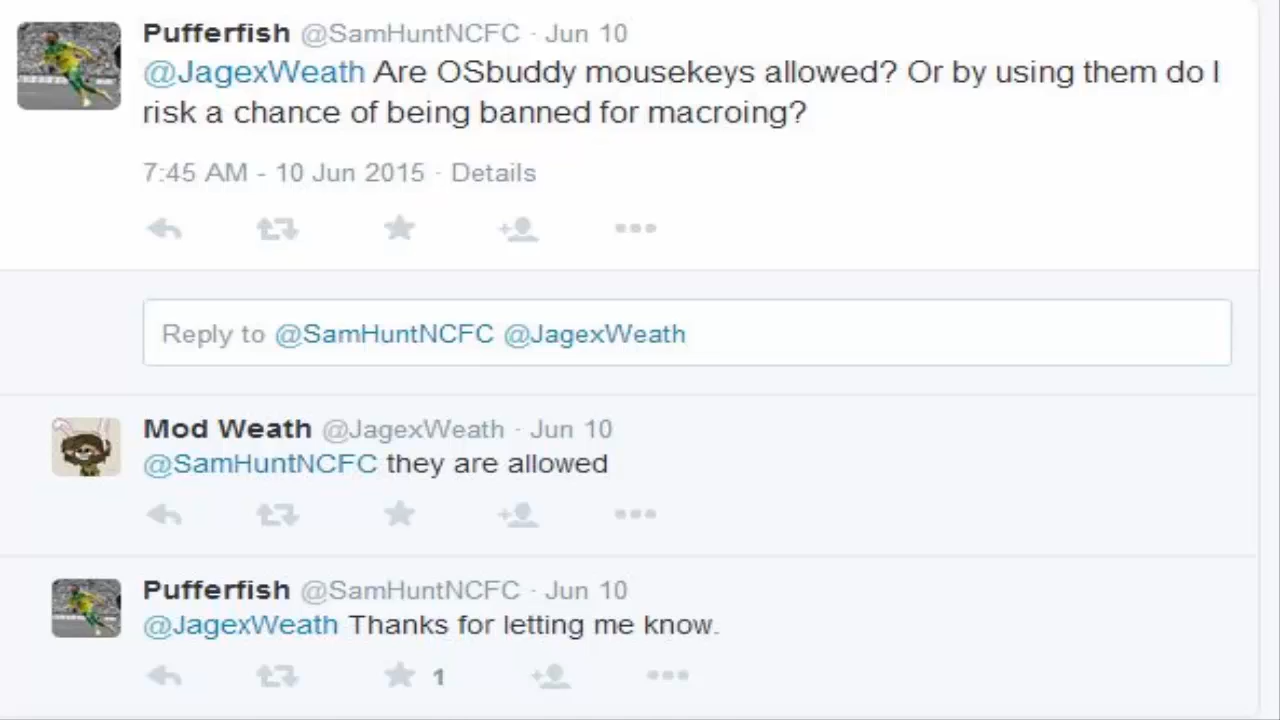 Pufferfish @SamHuntNCFC · Jun 10
@JagexWeath Are OSbuddy mousekeys allowed? Or by using them do I
risk a chance of being banned for macroing?
7:45 AM - 10 Jun 2015 · Details
Reply to @SamHuntNCFC @JagexWeath
Mod Weath @JagexWeath · Jun 10
@SamHuntNCFC they are allowed
Pufferfish @SamHuntNCFC · Jun 10
@JagexWeath Thanks for letting me know.
1